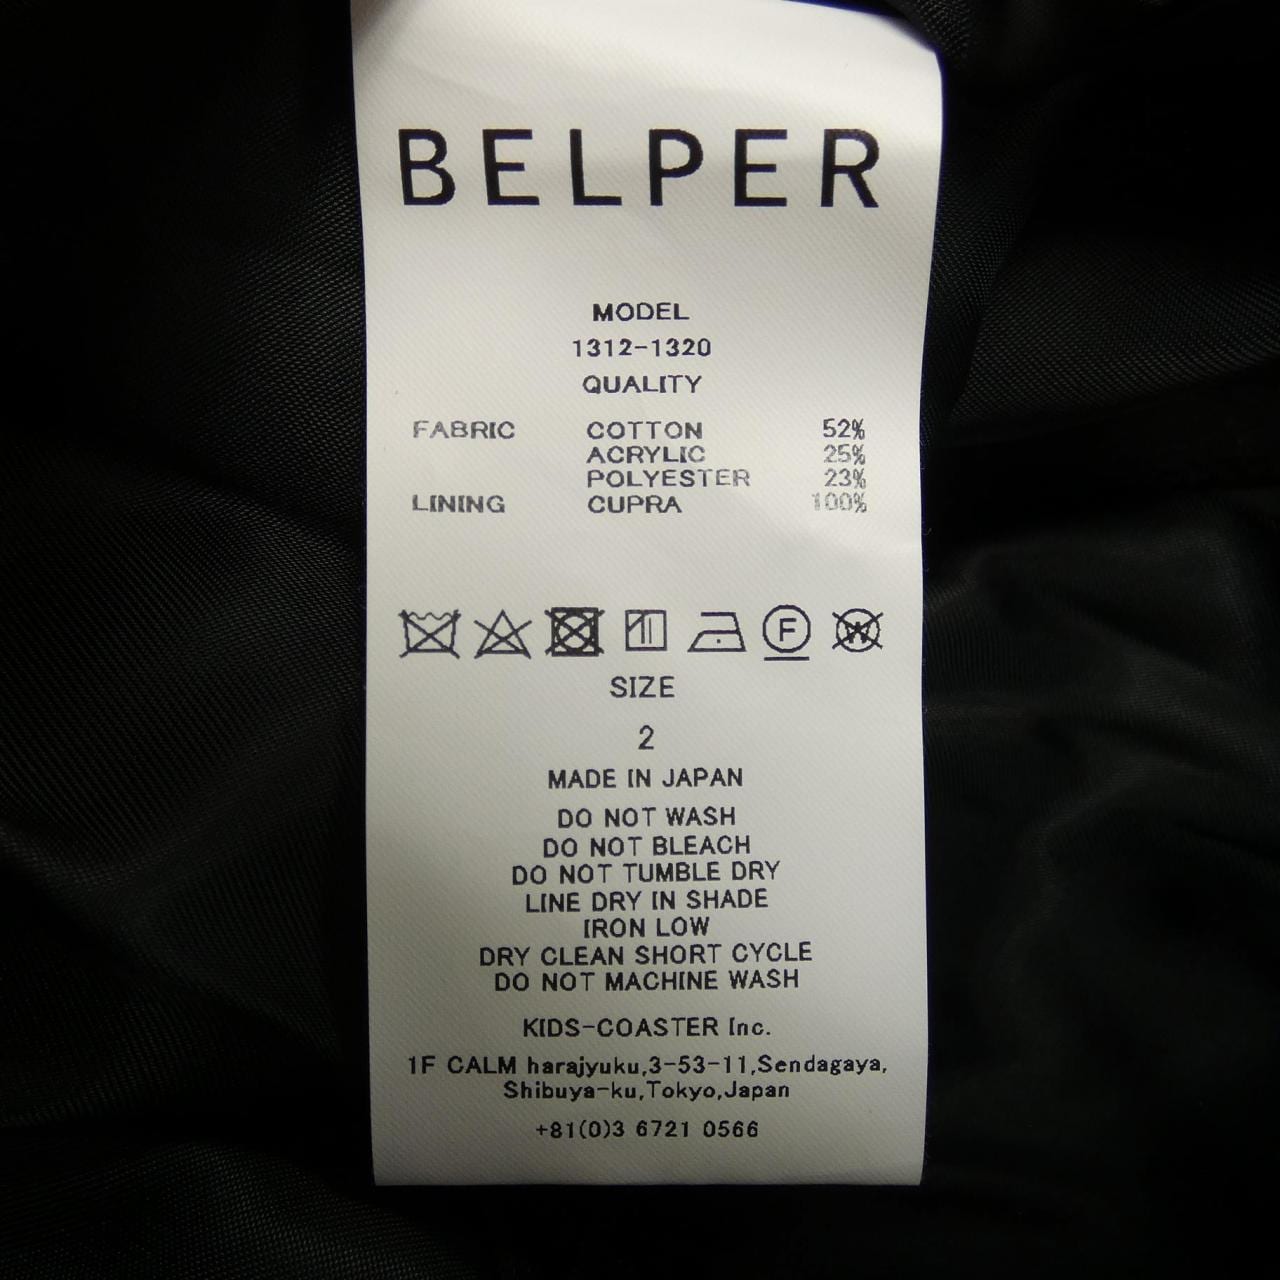 BELPER
MODEL
1312-1320
QUALITY
FABRIC COTTON 52%
ACRYLIC 25%
POLYESTER 23%
LINING CUPRA 100%
F W
SIZE
2
MADE IN JAPAN
DO NOT WASH
DO NOT BLEACH
DO NOT TUMBLE DRY
LINE DRY IN SHADE
IRON LOW
DRY CLEAN SHORT CYCLE
DO NOT MACHINE WASH
KIDS-COASTER Inc.
1F CALM harajyuku,3-53-11,Sendagaya,
Shibuya-ku,Tokyo,Japan
+81(0)3 6721 0566